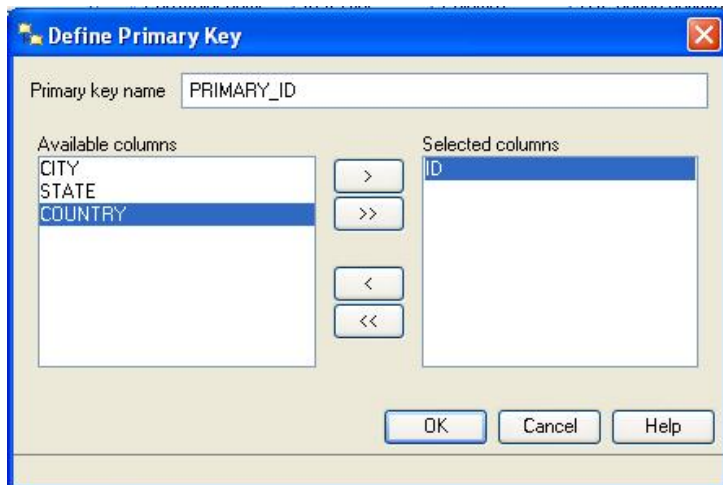 Define Primary Key
Primary key name PRIMARY_ID
Available columns
CITY
STATE
COUNTRY
>
>>
<
<<
Selected columns
ID
OK Cancel Help